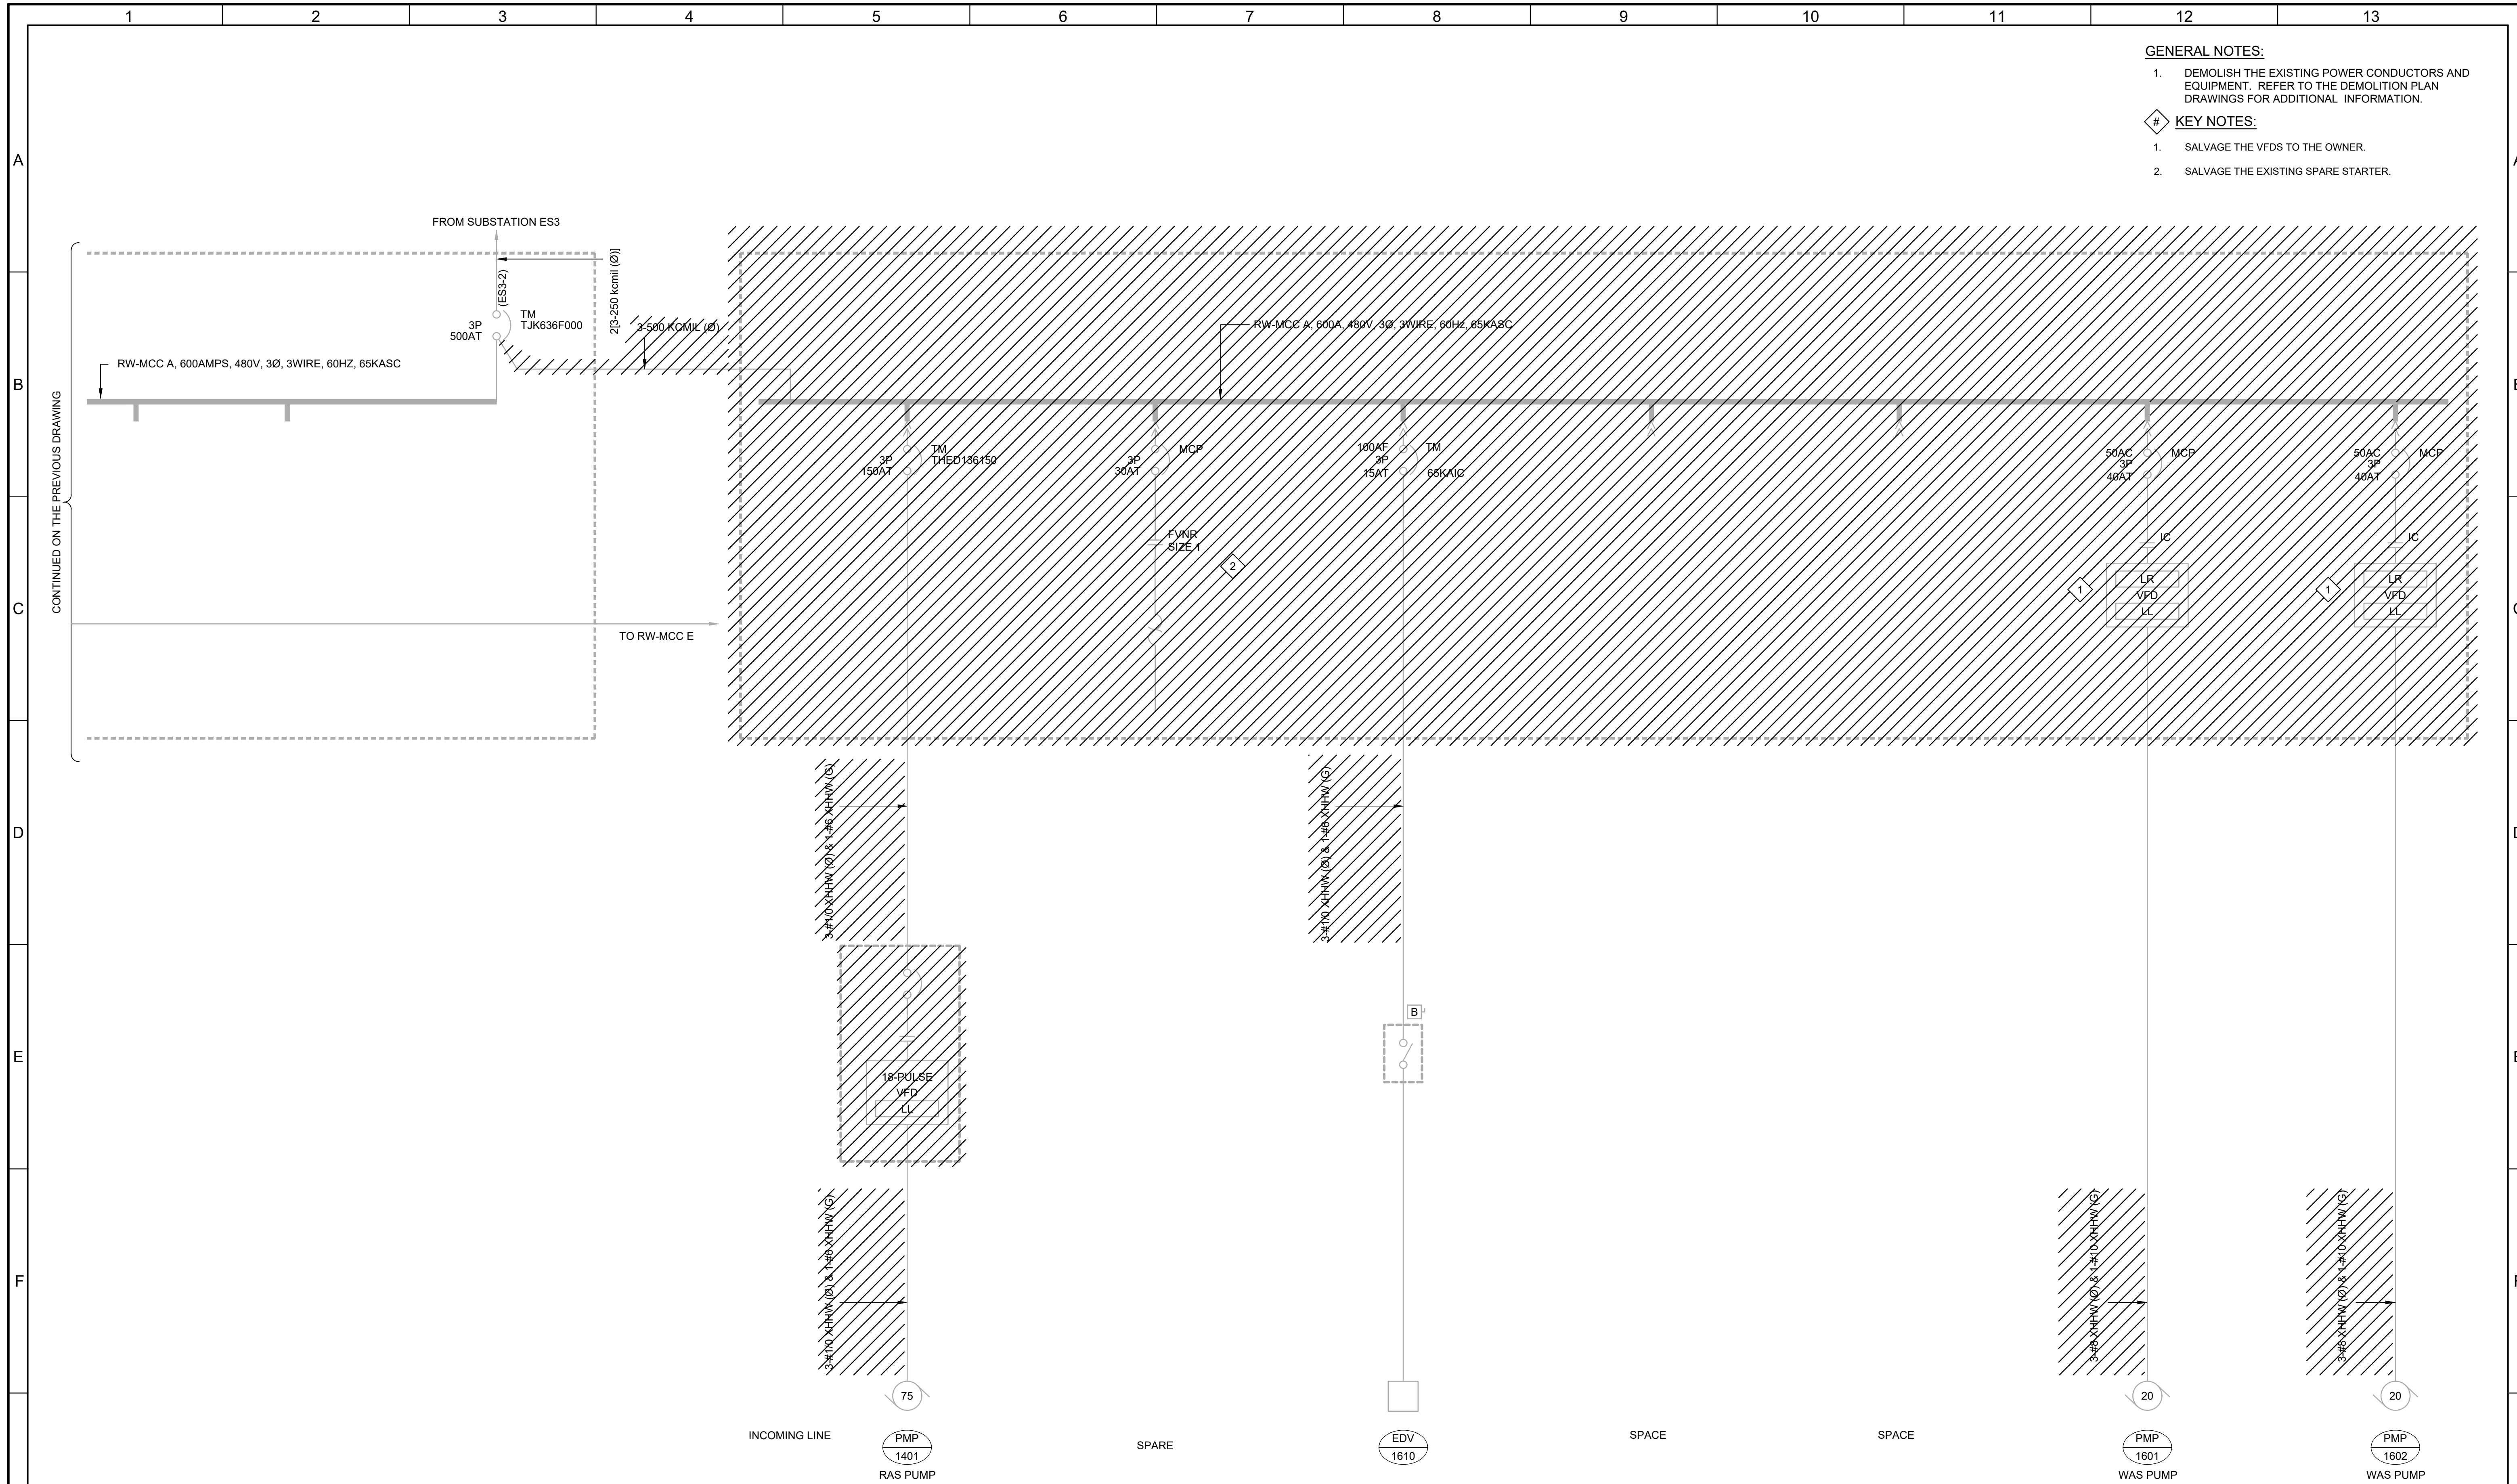 1 2 3 4 5 6 7 8 9 10 11 12 13
GENERAL NOTES:
1. DEMOLISH THE EXISTING POWER CONDUCTORS AND
EQUIPMENT. REFER TO THE DEMOLITION PLAN
DRAWINGS FOR ADDITIONAL INFORMATION.
# KEY NOTES:
1. SALVAGE THE VFDS TO THE OWNER.
2. SALVAGE THE EXISTING SPARE STARTER.
A
B
C
D
E
F
CONTINUED ON THE PREVIOUS DRAWING
FROM SUBSTATION ES3
(ES3-2)
2[3-250 kcmil (Ø)]
3P
500AT
TM
TJK636F000
3-500 KCMIL (Ø)
RW-MCC A, 600AMPS, 480V, 3Ø, 3WIRE, 60HZ, 65KASC
RW-MCC A, 600A, 480V, 3Ø, 3WIRE, 60Hz, 65KASC
TO RW-MCC E
3P
150AT
TM
THED136150
3P
30AT
MCP
FVNR
SIZE 1
2
100AF
3P
15AT
TM
65KAIC
50AC
3P
40AT
MCP
IC
1
LR
VFD
LL
50AC
3P
40AT
MCP
IC
1
LR
VFD
LL
3-#1/0 XHHW (Ø) & 1-#6 XHHW (G)
3-#1/0 XHHW (Ø) & 1-#6 XHHW (G)
18-PULSE
VFD
LL
B
3-#1/0 XHHW (Ø) & 1-#6 XHHW (G)
3-#8 XHHW (Ø) & 1-#10 XHHW (G)
3-#8 XHHW (Ø) & 1-#10 XHHW (G)
75
20
20
INCOMING LINE
PMP
1401
RAS PUMP
SPARE
EDV
1610
SPACE
SPACE
PMP
1601
WAS PUMP
PMP
1602
WAS PUMP